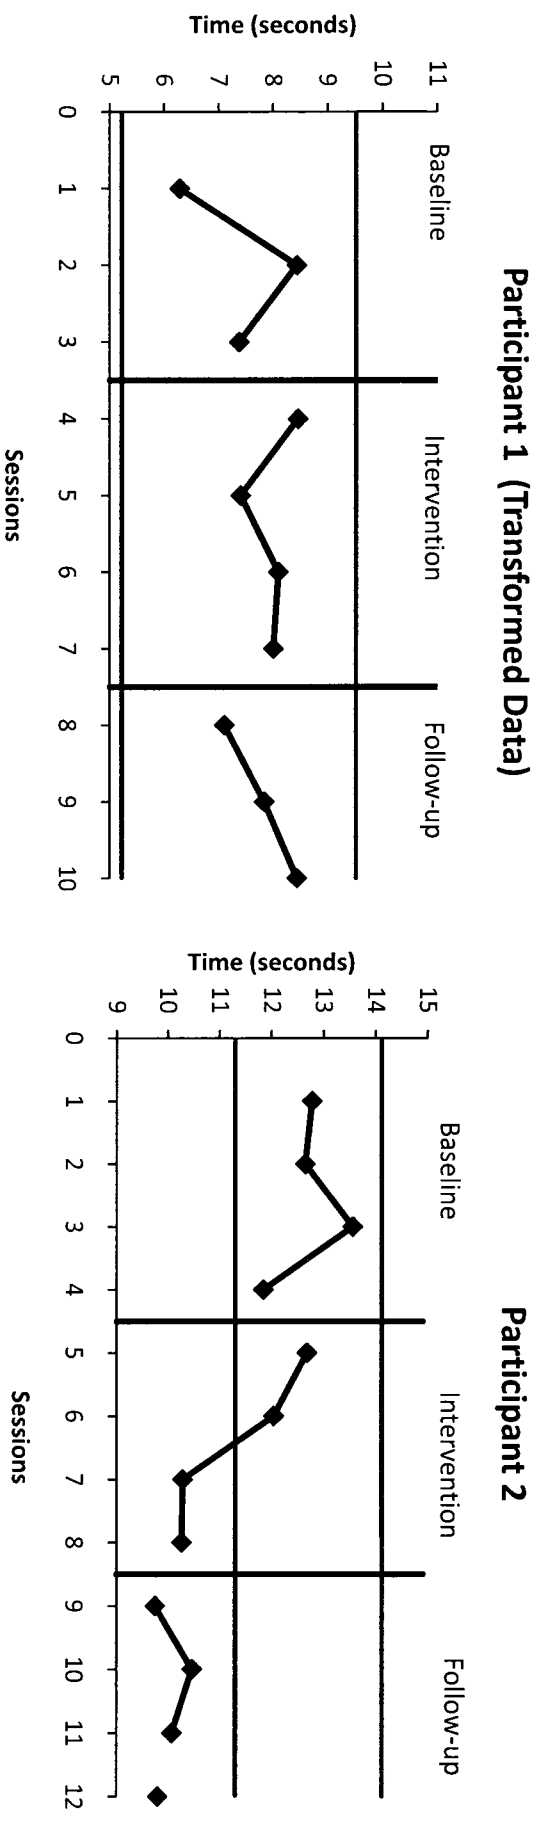 Participant 1 (Transformed Data)
Baseline
Intervention
Follow-up
Time (seconds)
11
10
9
8
7
6
5
0 1 2 3 4 5 6 7 8 9 10
Sessions
Participant 2
Baseline
Intervention
Follow-up
Time (seconds)
15
14
13
12
11
10
9
0 1 2 3 4 5 6 7 8 9 10 11 12
Sessions